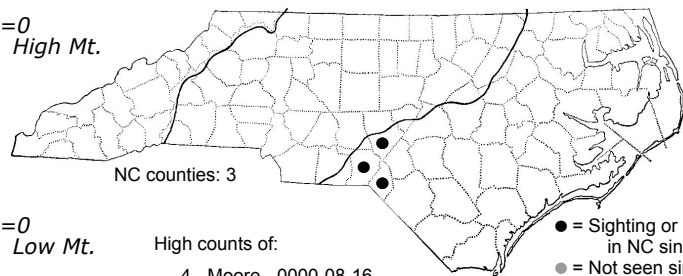 =0
High Mt.
NC counties: 3
=0
Low Mt.
High counts of:
4 - Moore - 0000-08-16
● = Sighting or
in NC sin
● = Not seen si